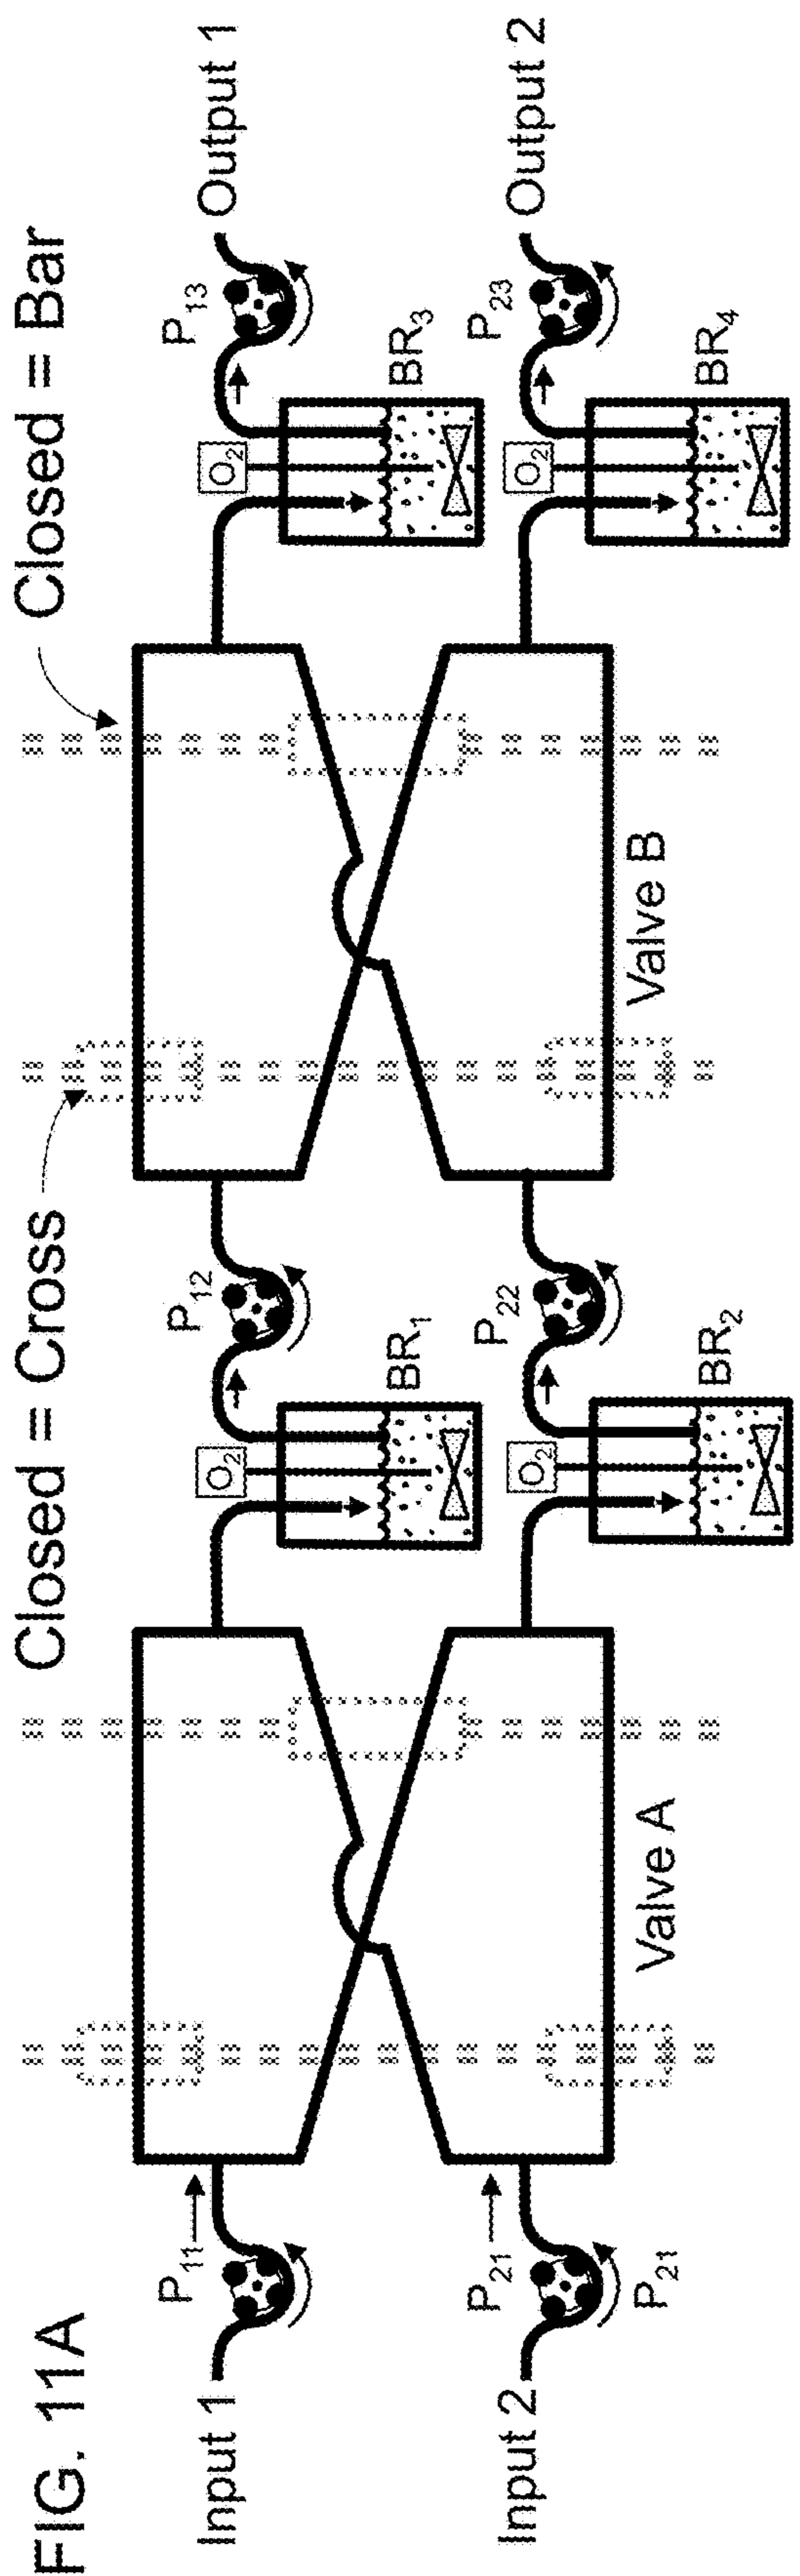 FIG. 11A
Closed = Cross
Closed = Bar
Input 1
P11
O2
BR1
P12
O2
BR3
P13
Output 1
Input 2
P21
P21
Valve A
O2
BR2
P22
Valve B
O2
BR4
P23
Output 2